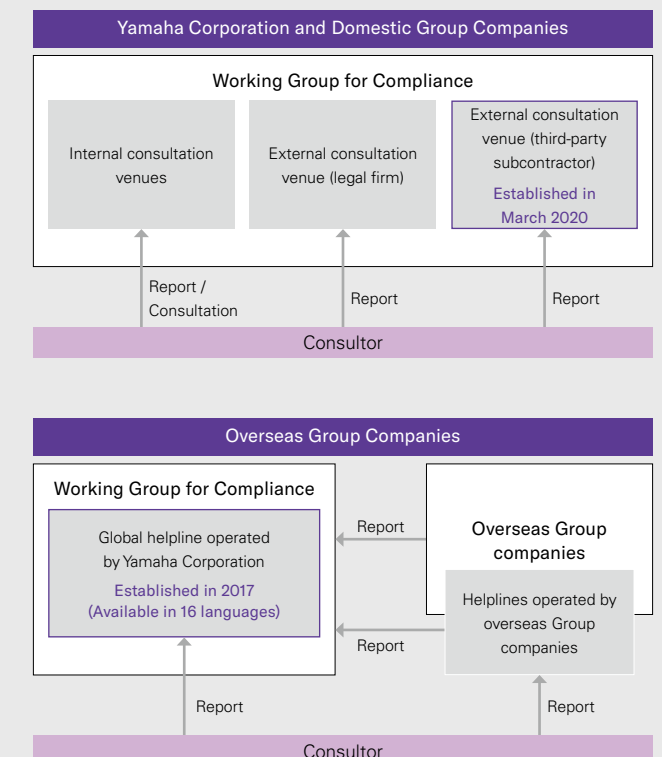 Yamaha Corporation and Domestic Group Companies
Working Group for Compliance
Internal consultation
venues
External consultation
venue (legal firm)
External consultation
venue (third-party
subcontractor)
Established in
March 2020
Report /
Consultation
Report
Report
Consultor
Overseas Group Companies
Working Group for Compliance
Global helpline operated
by Yamaha Corporation
Established in 2017
(Available in 16 languages)
Report
Overseas Group
companies
Helplines operated by
overseas Group
companies
Report
Report
Report
Consultor